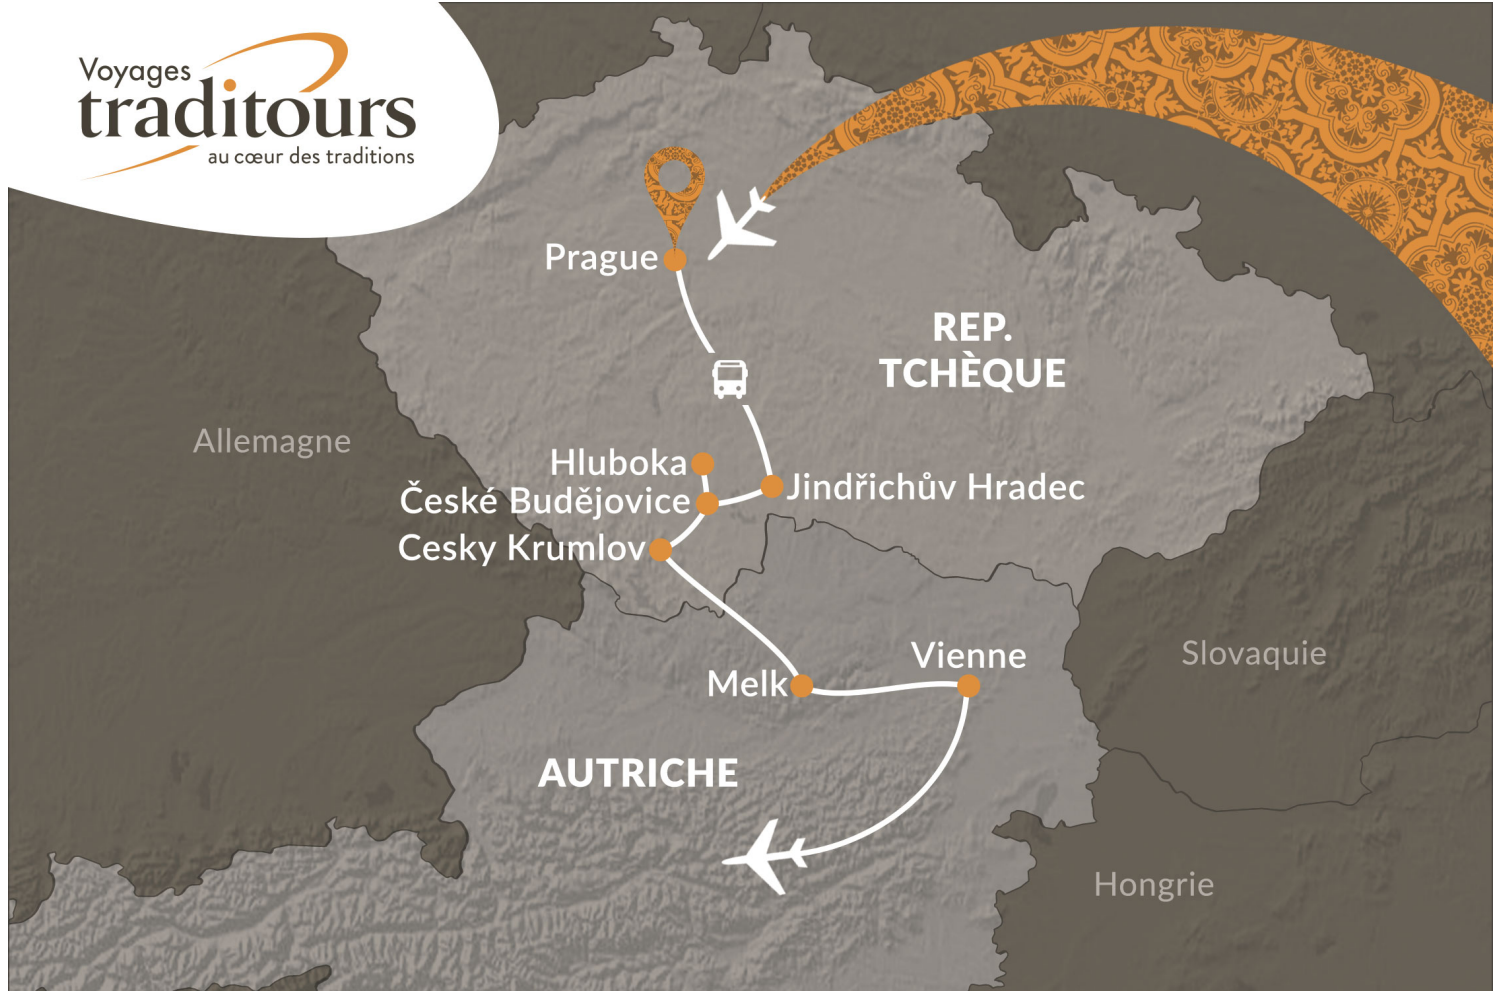 Voyages
traditours
au cœur des traditions
Prague
REP.
TCHÈQUE
Allemagne
Hluboka
Jindřichův Hradec
České Budějovice
Cesky Krumlov
Vienne
Slovaquie
Melk
AUTRICHE
Hongrie